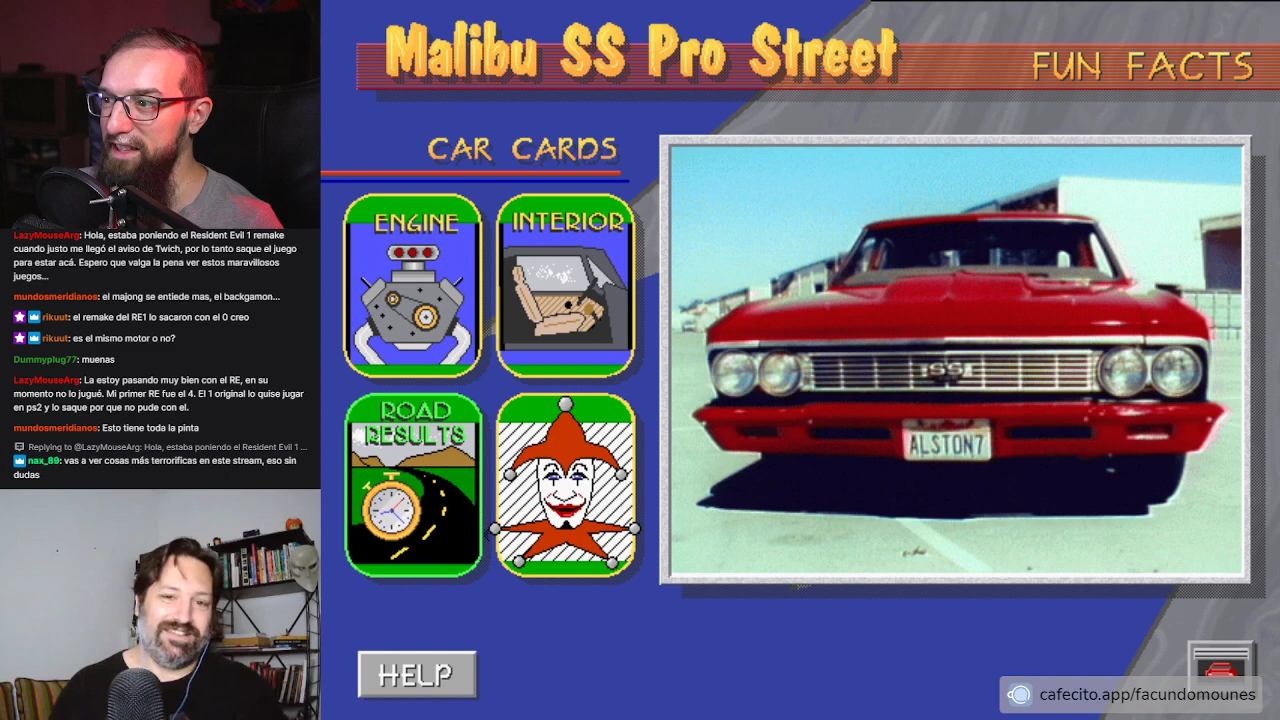 Malibu SS Pro Street
FUN FACTS
CAR CARDS
ENGINE
INTERIOR
ROAD
RESULTS
SS
ALSTON7
HELP
LazyMouseArg: Hola, estaba poniendo el Resident Evil 1 remake
cuando justo me llegó el aviso de Twich, por lo tanto saque el juego
para estar acá. Espero que valga la pena ver estos maravillosos
juegos...
mundosmeridianos: el majong se entiede mas, el backgamon...
rikuut: el remake del RE1 lo sacaron con el 0 creo
rikuut: es el mismo motor o no?
Dummyplug77: muenas
LazyMouseArg: La estoy pasando muy bien con el RE, en su
momento no lo jugué. Mi primer RE fue el 4. El 1 original lo quise jugar
en ps2 y lo saque por que no pude con el.
mundosmeridianos: Esto tiene toda la pinta
Replying to @LazyMouseArg: Hola, estaba poniendo el Resident Evil 1 ...
nax_89: vas a ver cosas más terrorificas en este stream, eso sin
dudas
cafecito.app/facundomounes